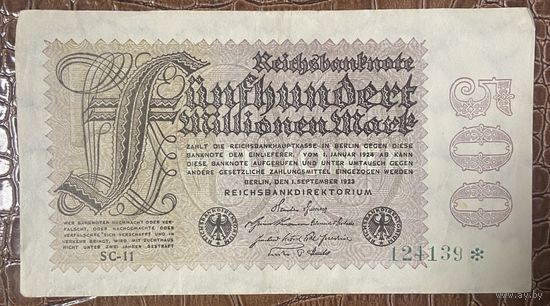 Reichsbanknote
Fünfhundert
Millionen Mark
ZAHLT DIE REICHSBANKHAUPTKASSE IN BERLIN GEGEN DIESE
BANKNOTE DEM EINLIEFERER. VOM 1. JANUAR 1924 AB KANN
DIESE BANKNOTE AUFGERUFEN UND UNTER UMTAUSCH GEGEN
ANDERE GESETZLICHE ZAHLUNGSMITTEL EINGEZOGEN WERDEN
BERLIN, DEN 1. SEPTEMBER 1923
REICHSBANKDIREKTORIUM
WER BANKNOTEN NACHMACHT ODER VER-
FÄLSCHT, ODER NACHGEMACHTE ODER
VERFÄLSCHTE SICH VERSCHAFFT UND IN
VERKEHR BRINGT, WIRD MIT ZUCHTHAUS
NICHT UNTER ZWEI JAHREN BESTRAFT
SC-11
124139*
500
www.ay.by